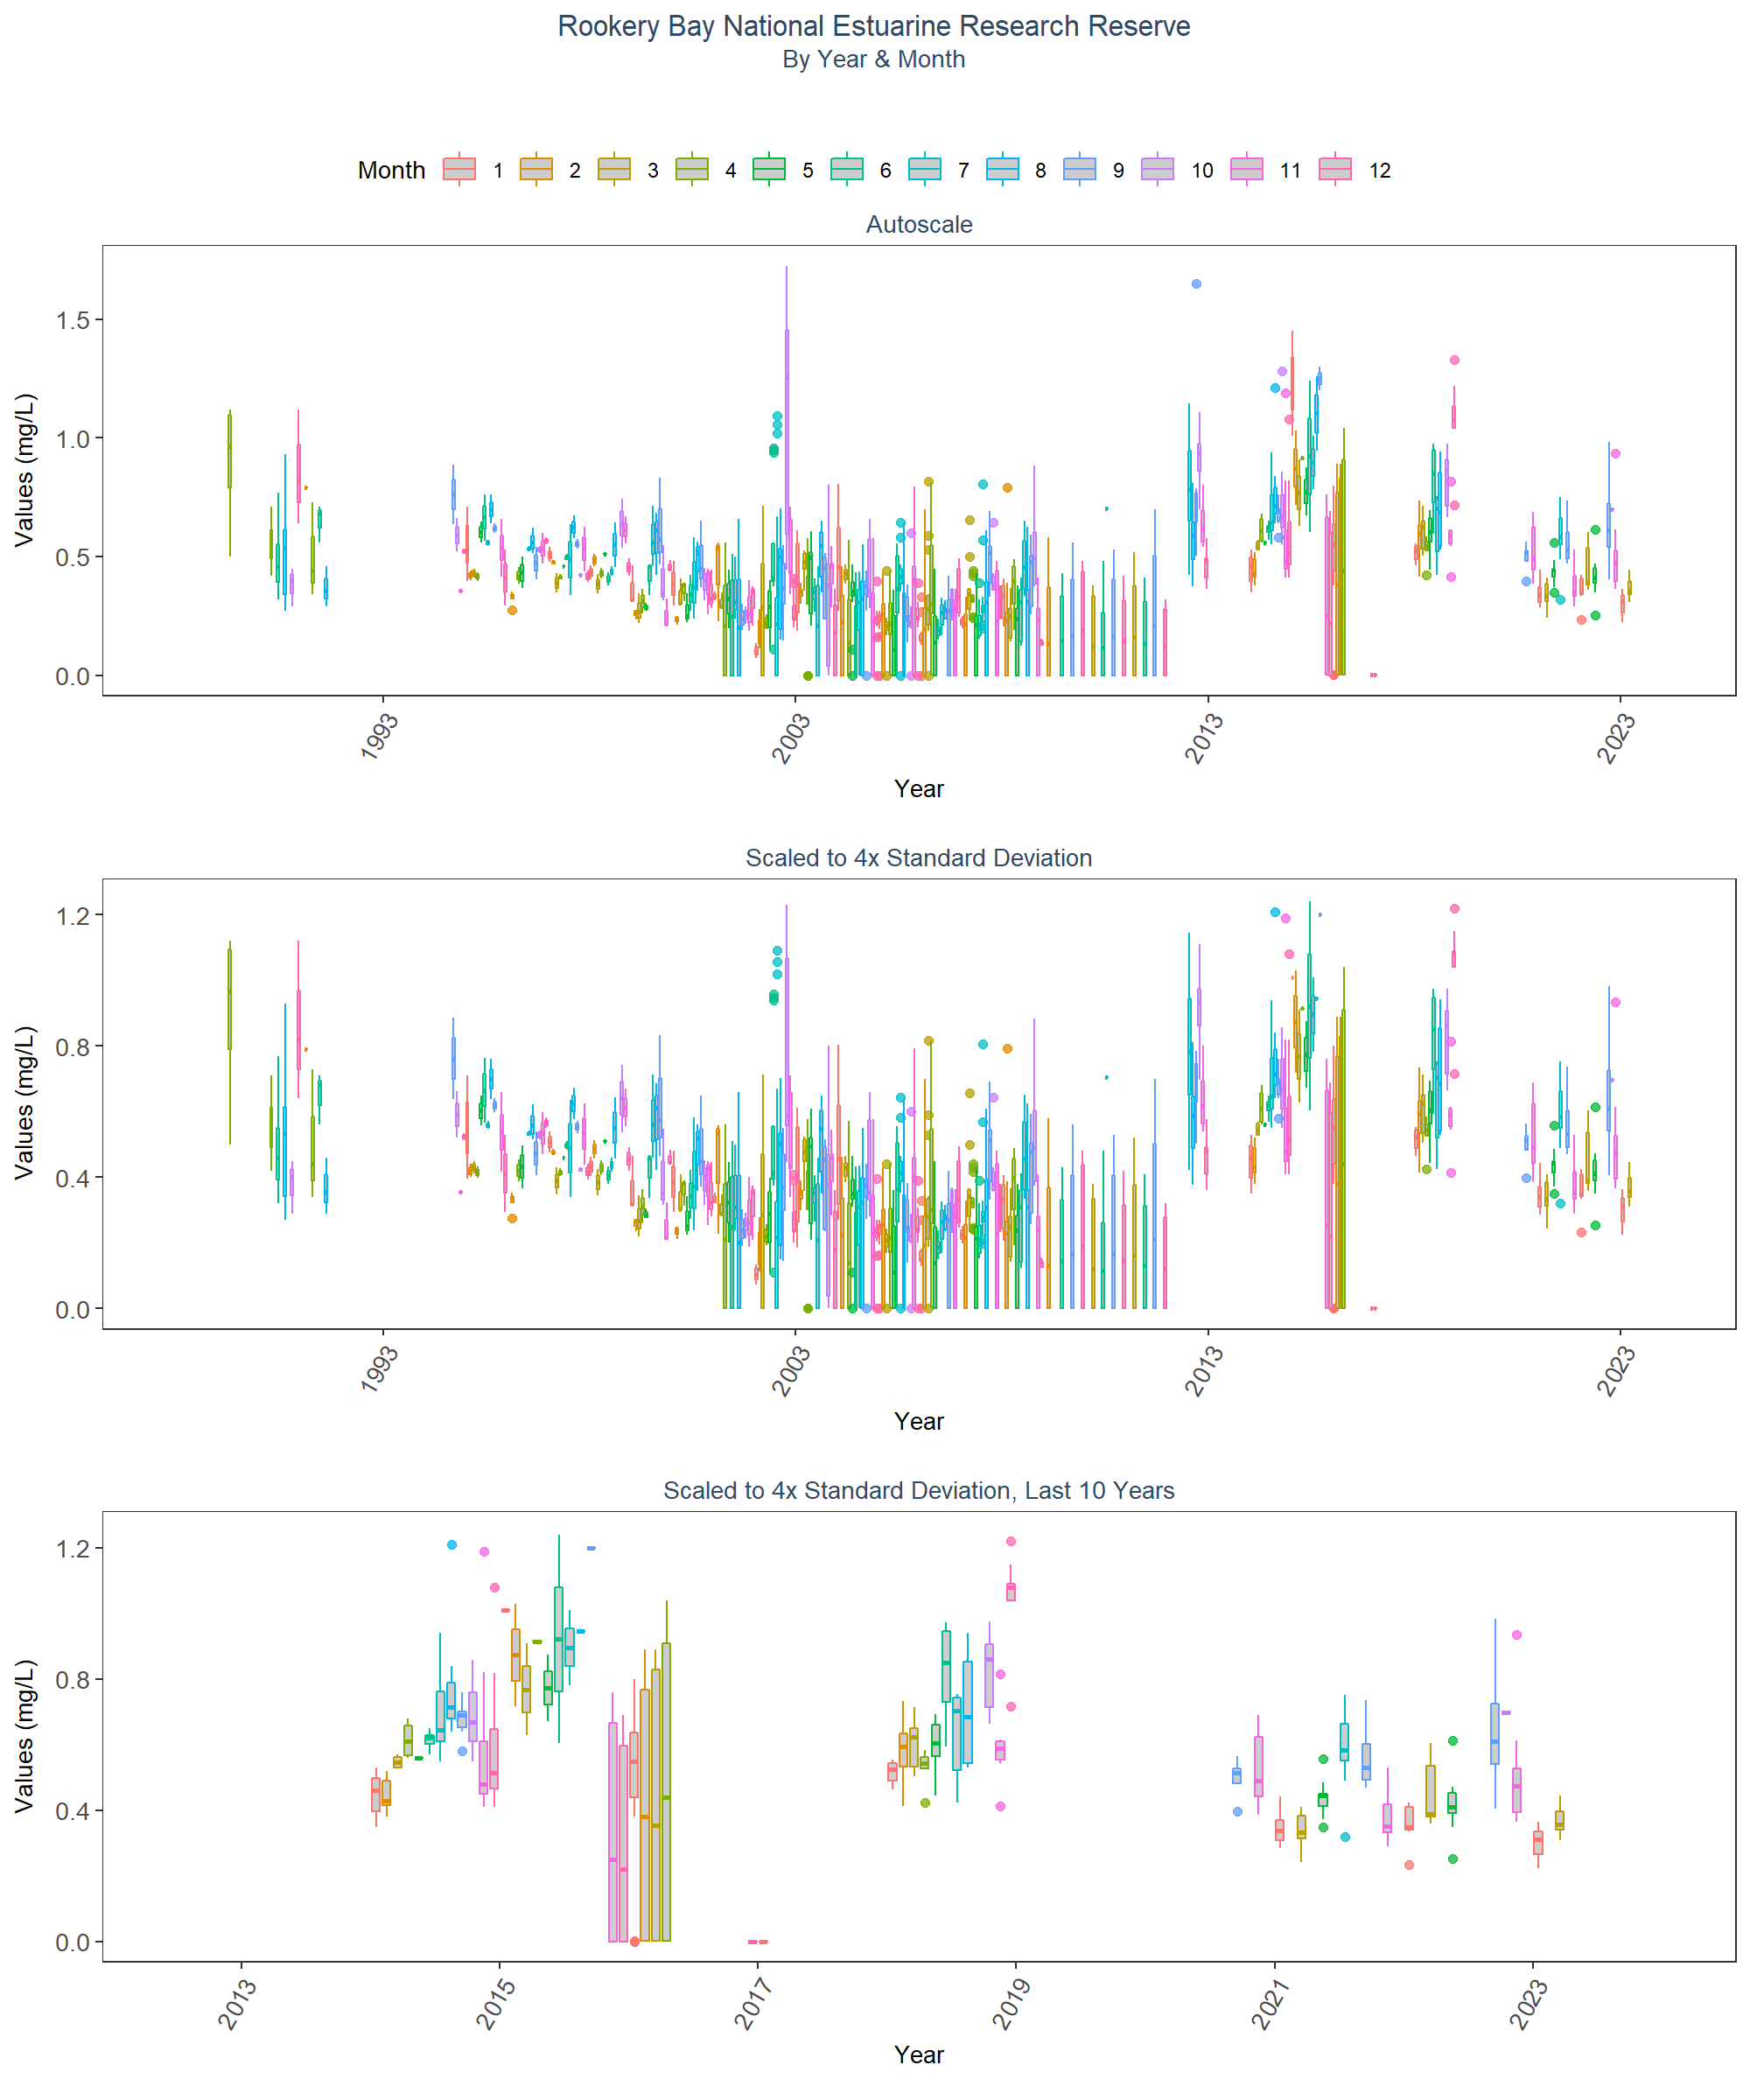 Rookery Bay National Estuarine Research Reserve
By Year & Month
Month 1 2 3 4 5 6 7 8 9 10 11 12
Autoscale
Values (mg/L)
1.5
1.0
0.5
0.0
1993 2003 2013 2023
Year
Scaled to 4x Standard Deviation
Values (mg/L)
1.2
0.8
0.4
0.0
1993 2003 2013 2023
Year
Scaled to 4x Standard Deviation, Last 10 Years
Values (mg/L)
1.2
0.8
0.4
0.0
2013 2015 2017 2019 2021 2023
Year